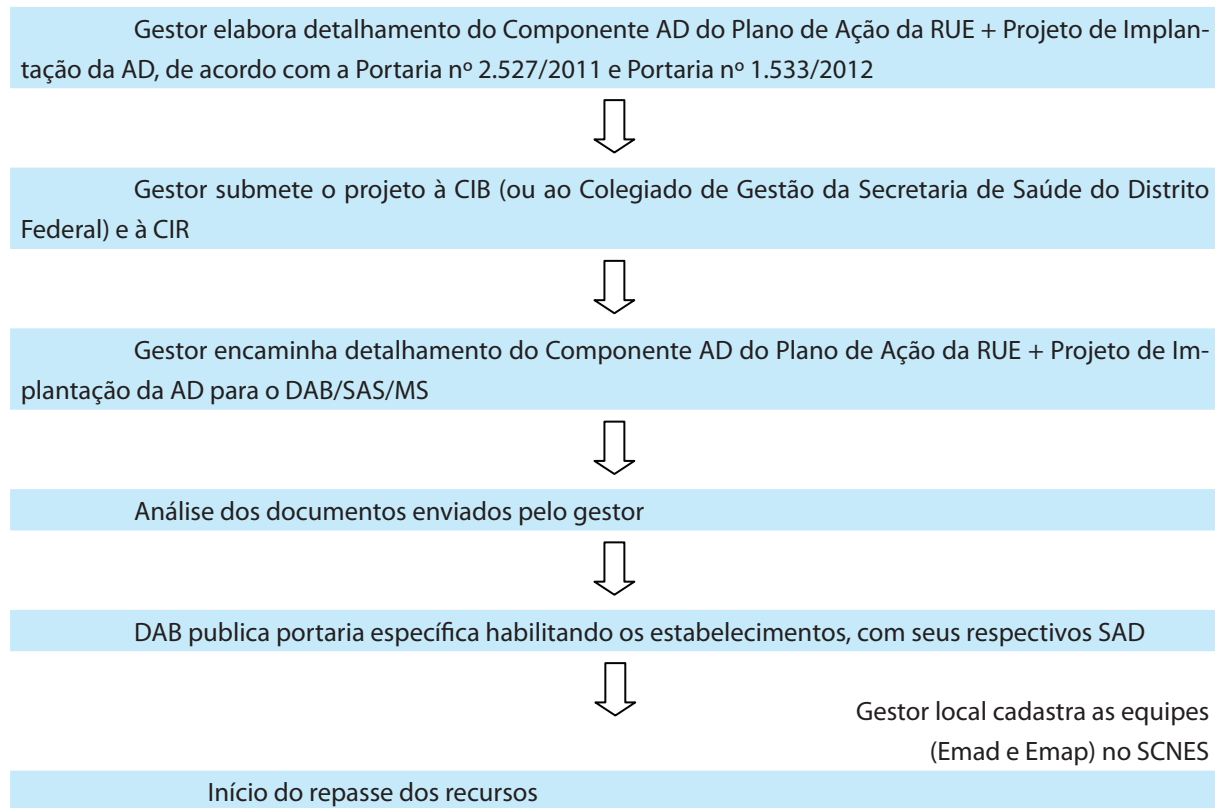 Gestor elabora detalhamento do Componente AD do Plano de Ação da RUE + Projeto de Implan-
tação da AD, de acordo com a Portaria nº 2.527/2011 e Portaria nº 1.533/2012
Gestor submete o projeto à CIB (ou ao Colegiado de Gestão da Secretaria de Saúde do Distrito
Federal) e à CIR
Gestor encaminha detalhamento do Componente AD do Plano de Ação da RUE + Projeto de Im-
plantação da AD para o DAB/SAS/MS
Análise dos documentos enviados pelo gestor
DAB publica portaria específica habilitando os estabelecimentos, com seus respectivos SAD
Gestor local cadastra as equipes
(Emad e Emap) no SCNES
Início do repasse dos recursos